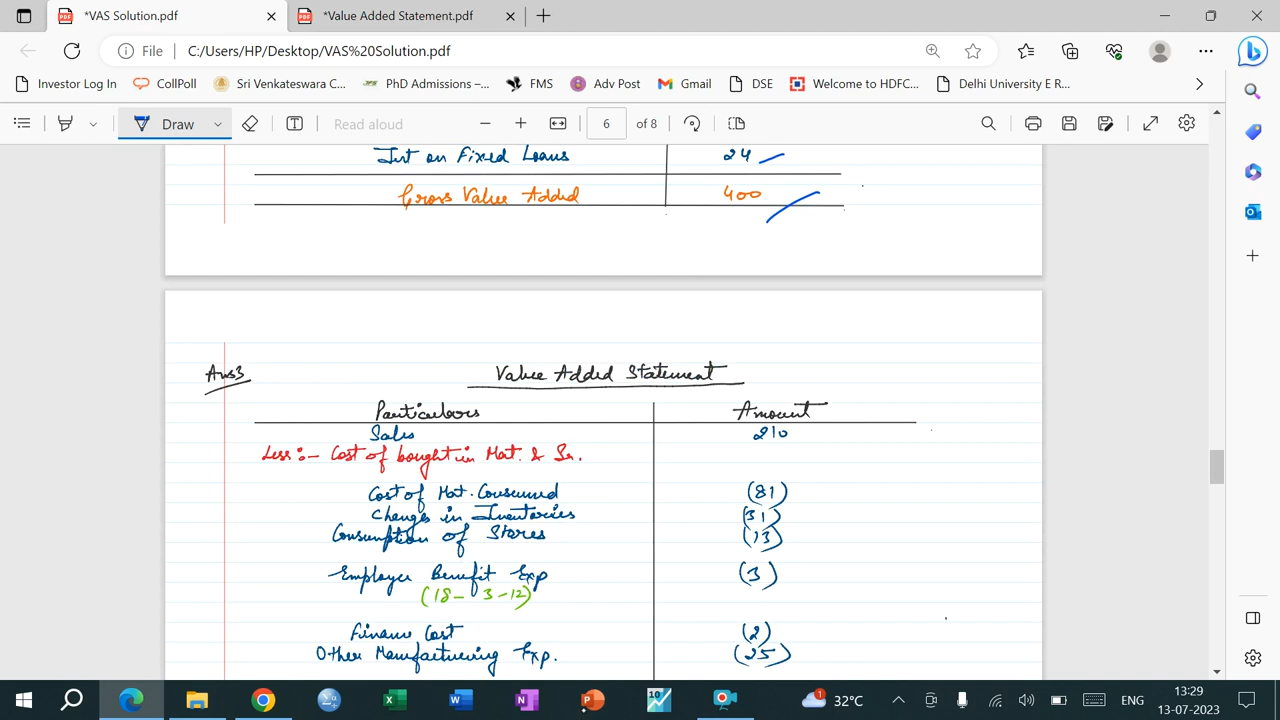 *VAS Solution.pdf
*Value Added Statement.pdf
File C:/Users/HP/Desktop/VAS%20Solution.pdf
Investor Log In CollPoll Sri Venkateswara C... PhD Admissions –... FMS Adv Post Gmail DSE Welcome to HDFC... Delhi University E R...
Draw Read aloud 6 of 8
Int on Fixed Loans 24
Gross Value Added 400
Ans3 Value Added Statement
Particulars Amount
Sales 210
Less :- Cost of bought in Mat. & Sr.
Cost of Mat. Consumed (81)
Changes in Inventories (31)
Consumption of Stores (13)
Employee Benefit Exp (3)
(18 - 3 - 12)
Finance Cost (2)
Other Manufacturing Exp. (25)
10
1 32°C ENG 13:29
13-07-2023